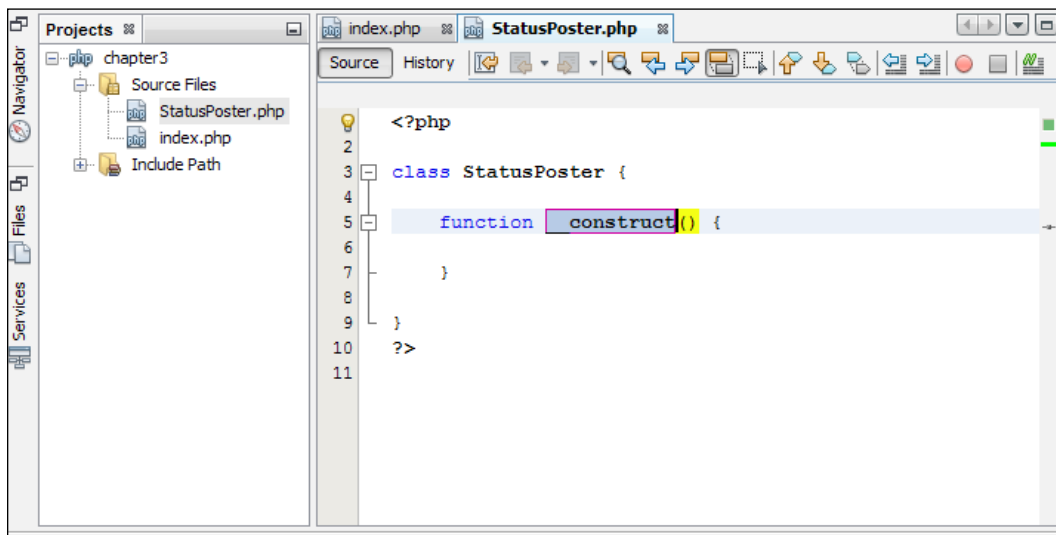 Projects
php chapter3
Source Files
StatusPoster.php
index.php
Include Path
Navigator
Files
Services
index.php
StatusPoster.php
Source
History
<?php
2
3 class StatusPoster {
4
5 function __construct() {
6
7 }
8
9 }
10 ?>
11